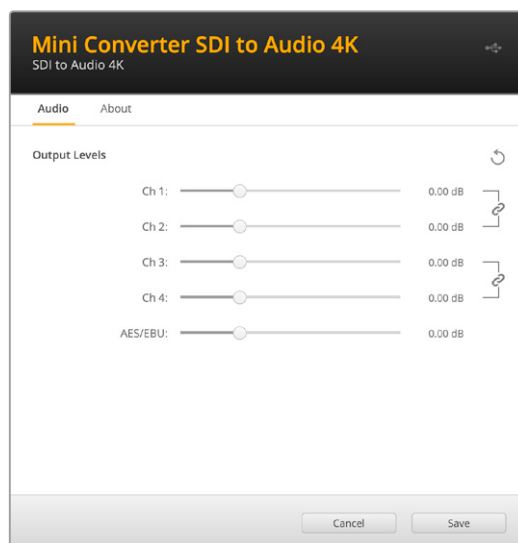 Mini Converter SDI to Audio 4K
SDI to Audio 4K
Audio About
Output Levels
Ch 1: 0.00 dB
Ch 2: 0.00 dB
Ch 3: 0.00 dB
Ch 4: 0.00 dB
AES/EBU: 0.00 dB
Cancel Save